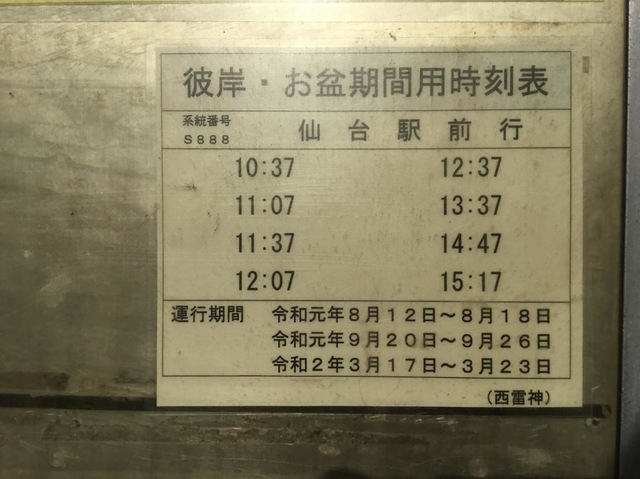 彼岸・お盆期間用時刻表
系統番号
S888
仙台駅前行
10:37 12:37
11:07 13:37
11:37 14:47
12:07 15:17
運行期間 令和元年8月12日～8月18日
令和元年9月20日～9月26日
令和2年3月17日～3月23日
(西雷神)